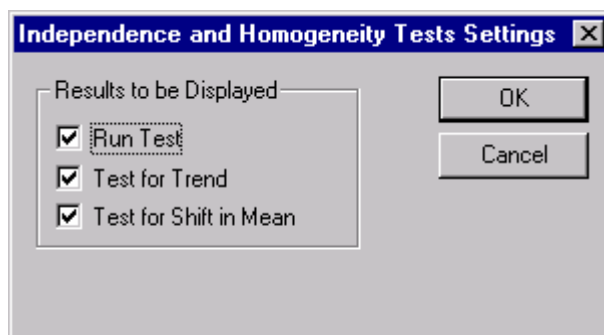 Independence and Homogeneity Tests Settings
Results to be Displayed
Run Test
Test for Trend
Test for Shift in Mean
OK
Cancel